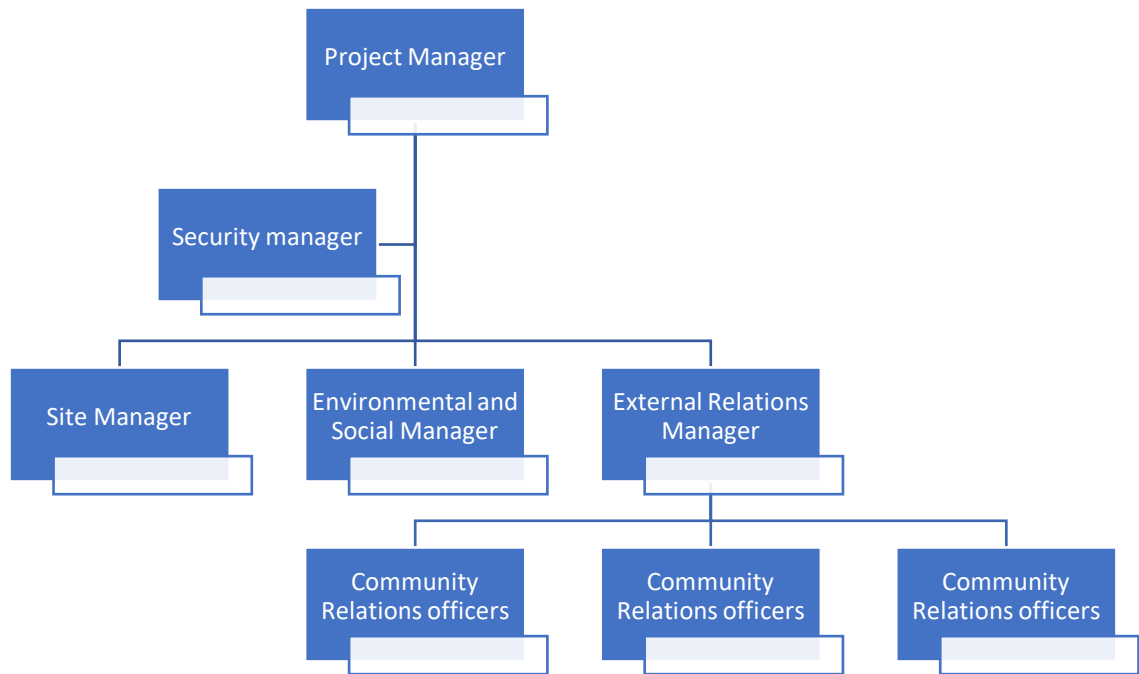 Project Manager
Security manager
Site Manager
Environmental and
Social Manager
External Relations
Manager
Community
Relations officers
Community
Relations officers
Community
Relations officers